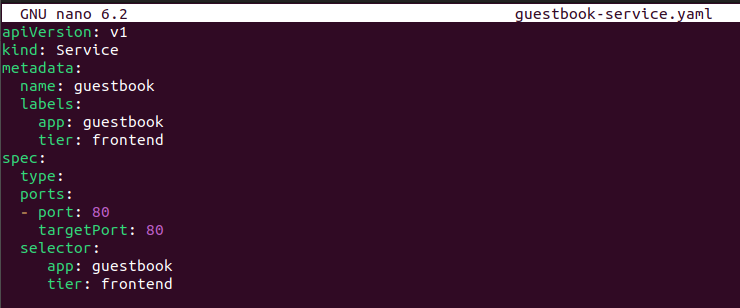 GNU nano 6.2 guestbook-service.yaml
apiVersion: v1
kind: Service
metadata:
  name: guestbook
  labels:
    app: guestbook
    tier: frontend
spec:
  type:
  ports:
  - port: 80
    targetPort: 80
  selector:
     app: guestbook
     tier: frontend